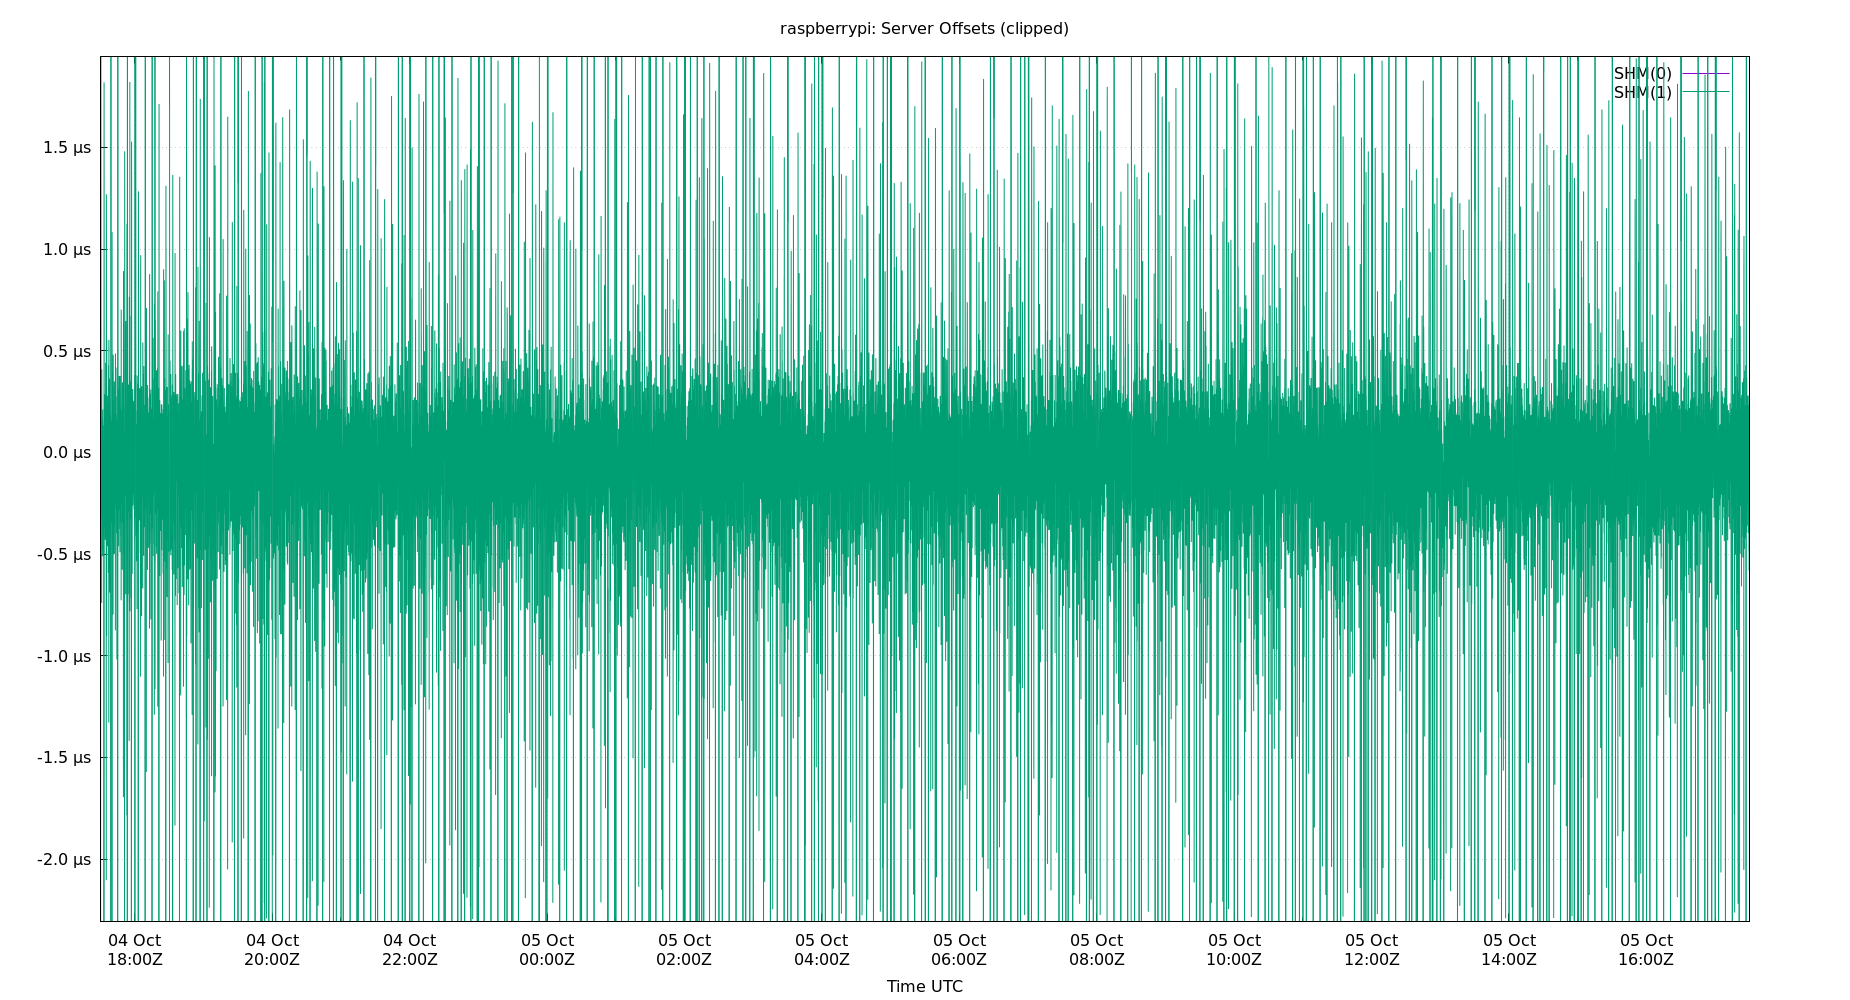 raspberrypi: Server Offsets (clipped)
SHM(0)
SHM(1)
1.5 µs
1.0 µs
0.5 µs
0.0 µs
-0.5 µs
-1.0 µs
-1.5 µs
-2.0 µs
04 Oct 04 Oct 04 Oct 05 Oct 05 Oct 05 Oct 05 Oct 05 Oct 05 Oct 05 Oct 05 Oct 05 Oct
18:00Z 20:00Z 22:00Z 00:00Z 02:00Z 04:00Z 06:00Z 08:00Z 10:00Z 12:00Z 14:00Z 16:00Z
Time UTC